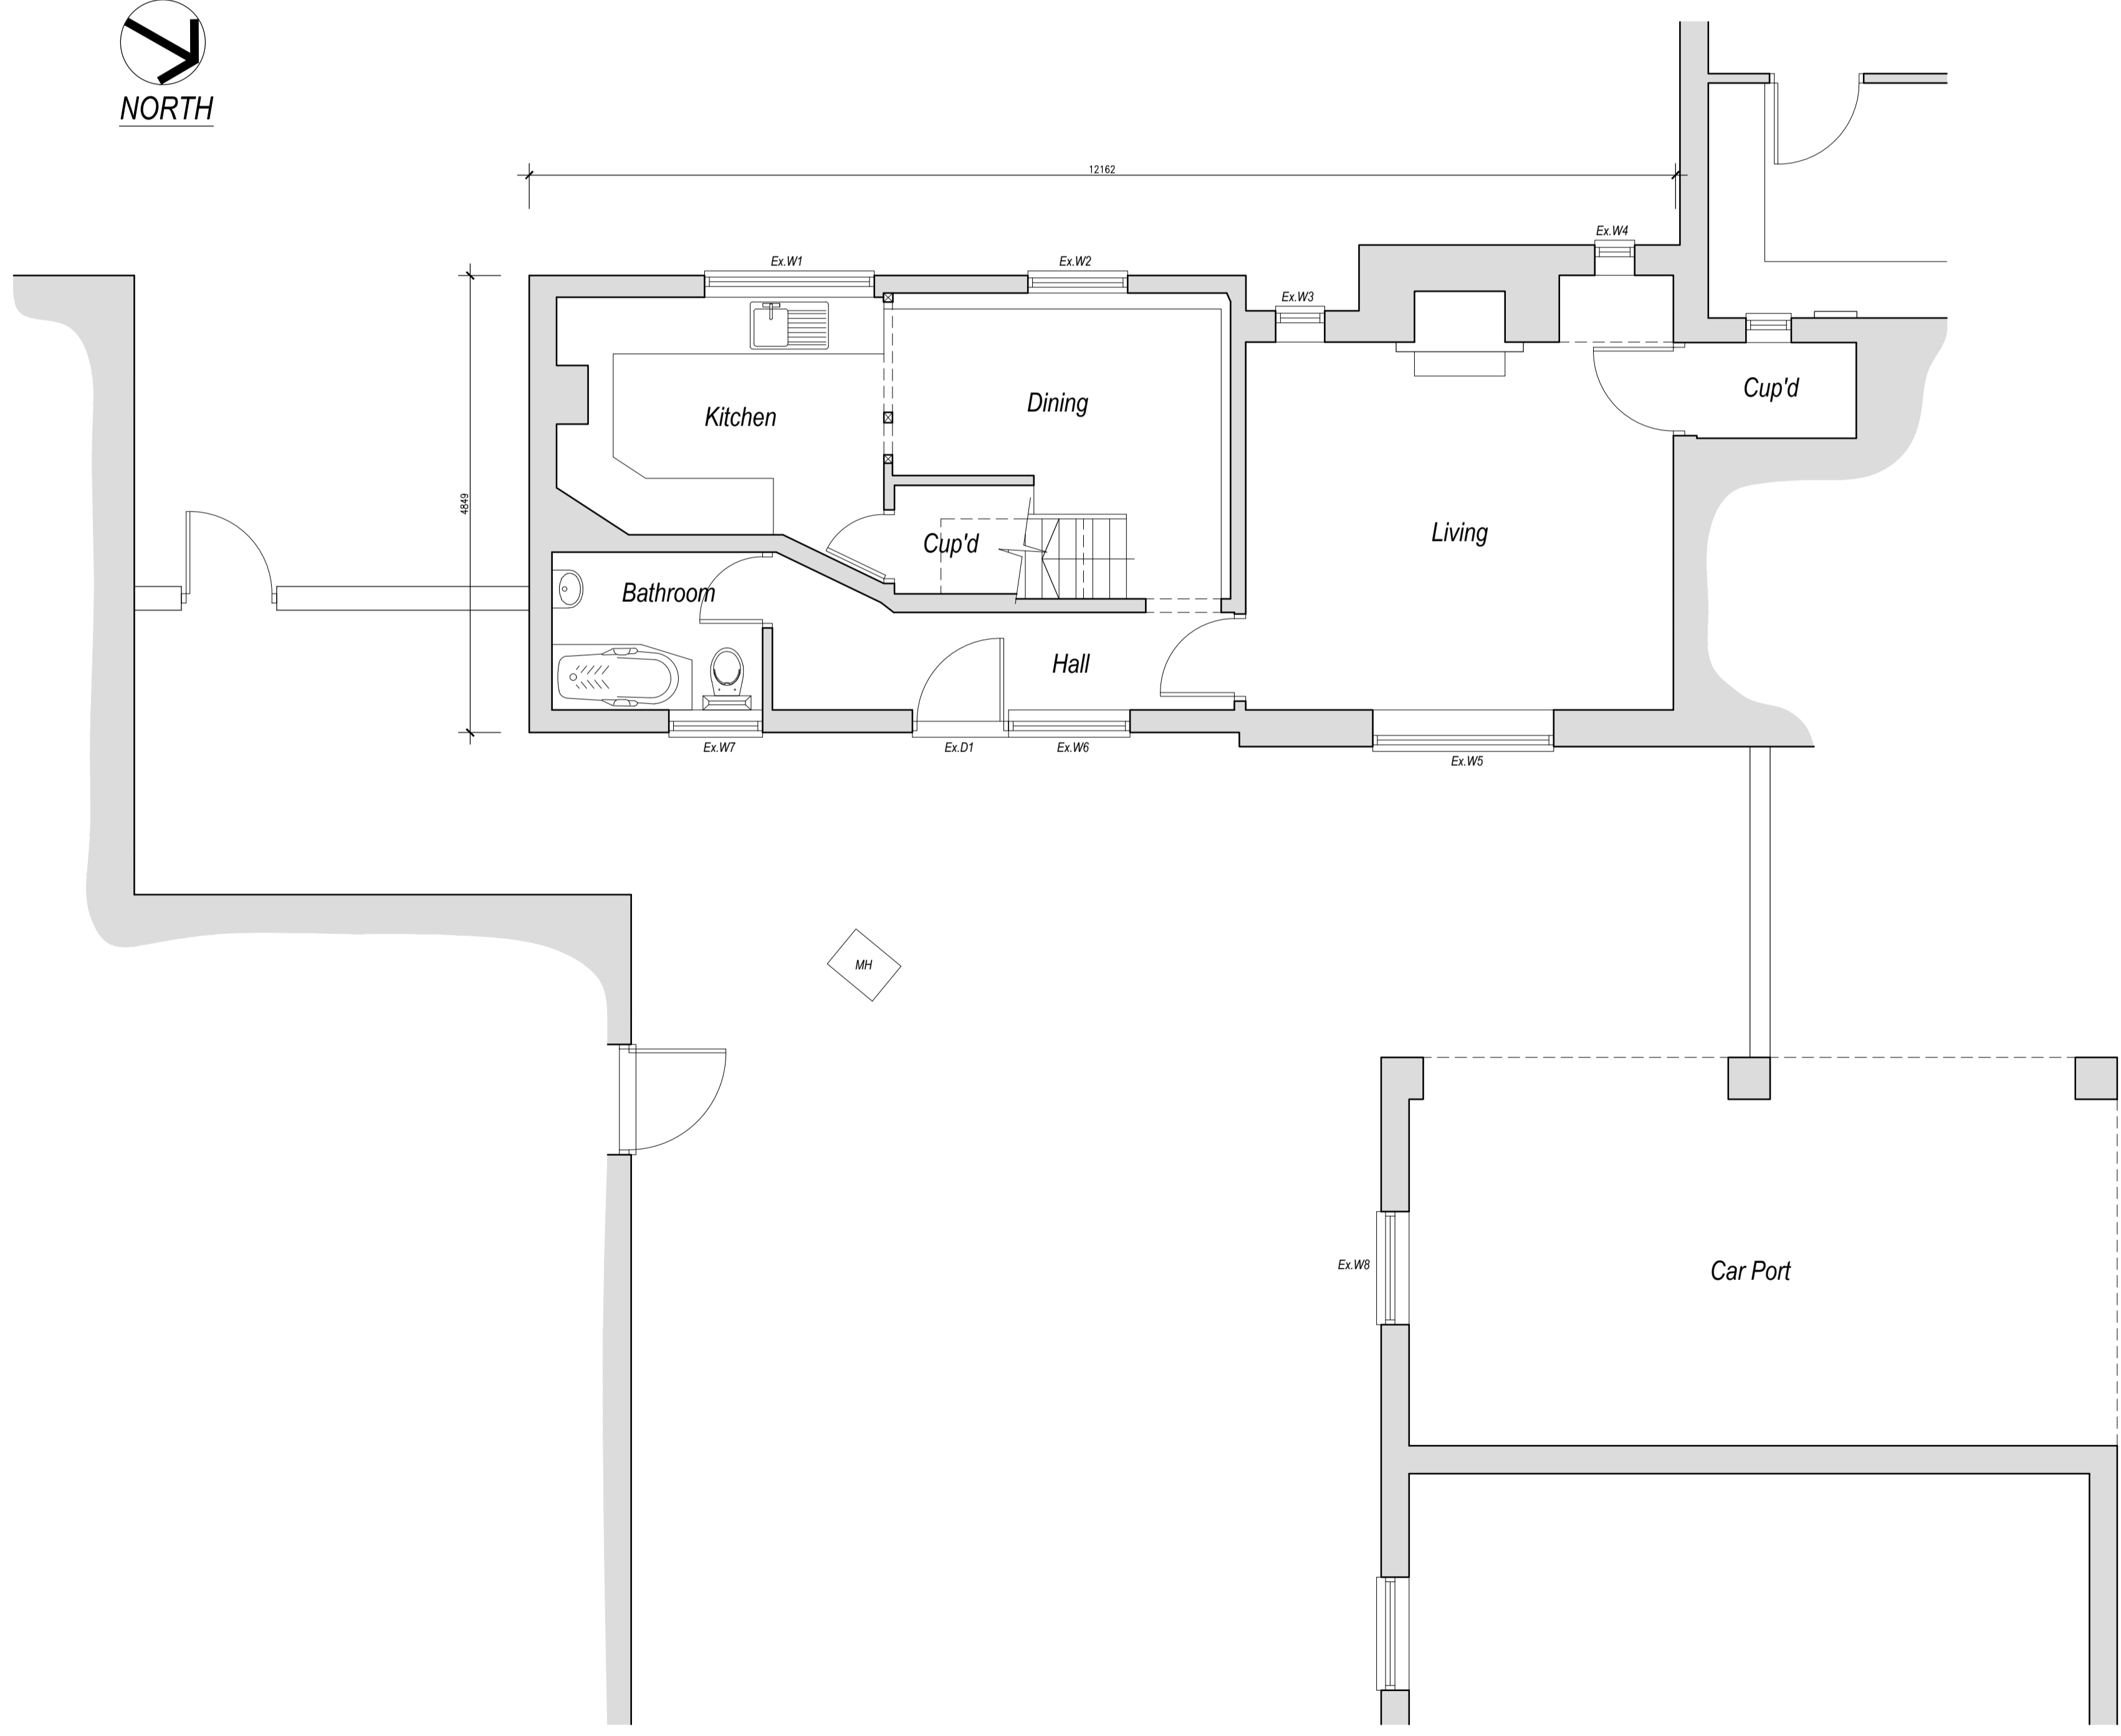 NORTH
12162
Ex.W4
Ex.W1
Ex.W2
Ex.W3
Cup'd
Dining
Kitchen
4849
Living
Cup'd
Bathroom
Hall
Ex.W7
Ex.D1
Ex.W6
Ex.W5
MH
Ex.W8
Car Port